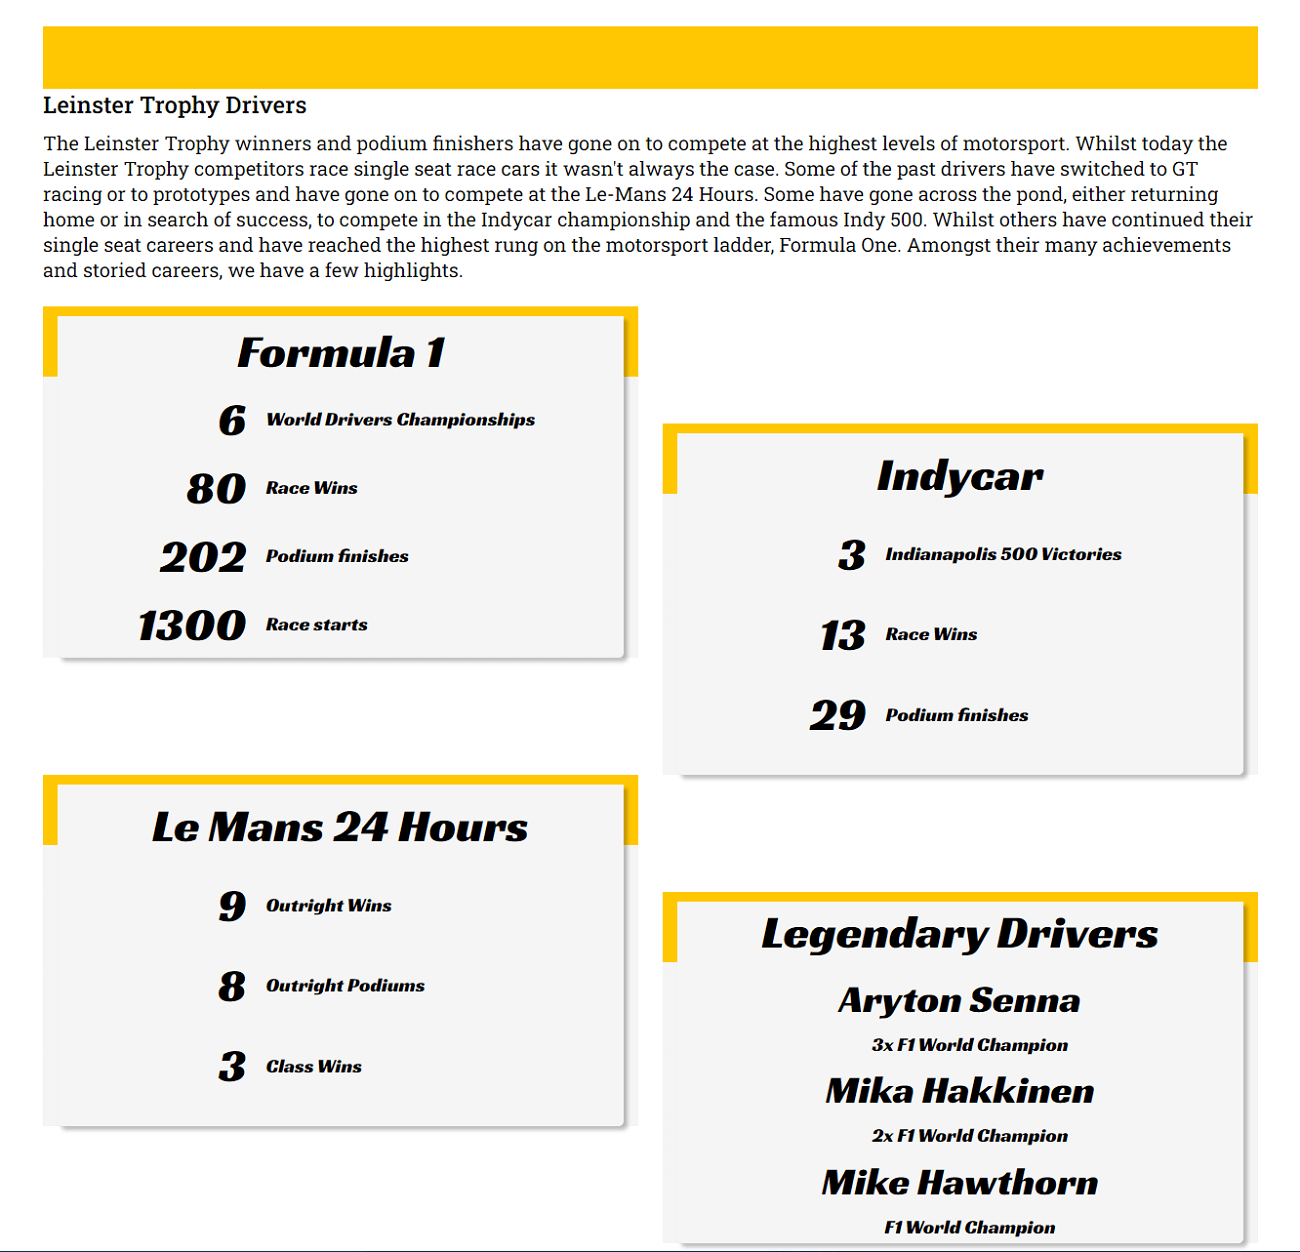 Leinster Trophy Drivers
The Leinster Trophy winners and podium finishers have gone on to compete at the highest levels of motorsport. Whilst today the
Leinster Trophy competitors race single seat race cars it wasn't always the case. Some of the past drivers have switched to GT
racing or to prototypes and have gone on to compete at the Le-Mans 24 Hours. Some have gone across the pond, either returning
home or in search of success, to compete in the Indycar championship and the famous Indy 500. Whilst others have continued their
single seat careers and have reached the highest rung on the motorsport ladder, Formula One. Amongst their many achievements
and storied careers, we have a few highlights.
Formula 1
6 World Drivers Championships
80 Race Wins
202 Podium finishes
1300 Race starts
Indycar
3 Indianapolis 500 Victories
13 Race Wins
29 Podium finishes
Le Mans 24 Hours
9 Outright Wins
8 Outright Podiums
3 Class Wins
Legendary Drivers
Aryton Senna
3x F1 World Champion
Mika Hakkinen
2x F1 World Champion
Mike Hawthorn
F1 World Champion